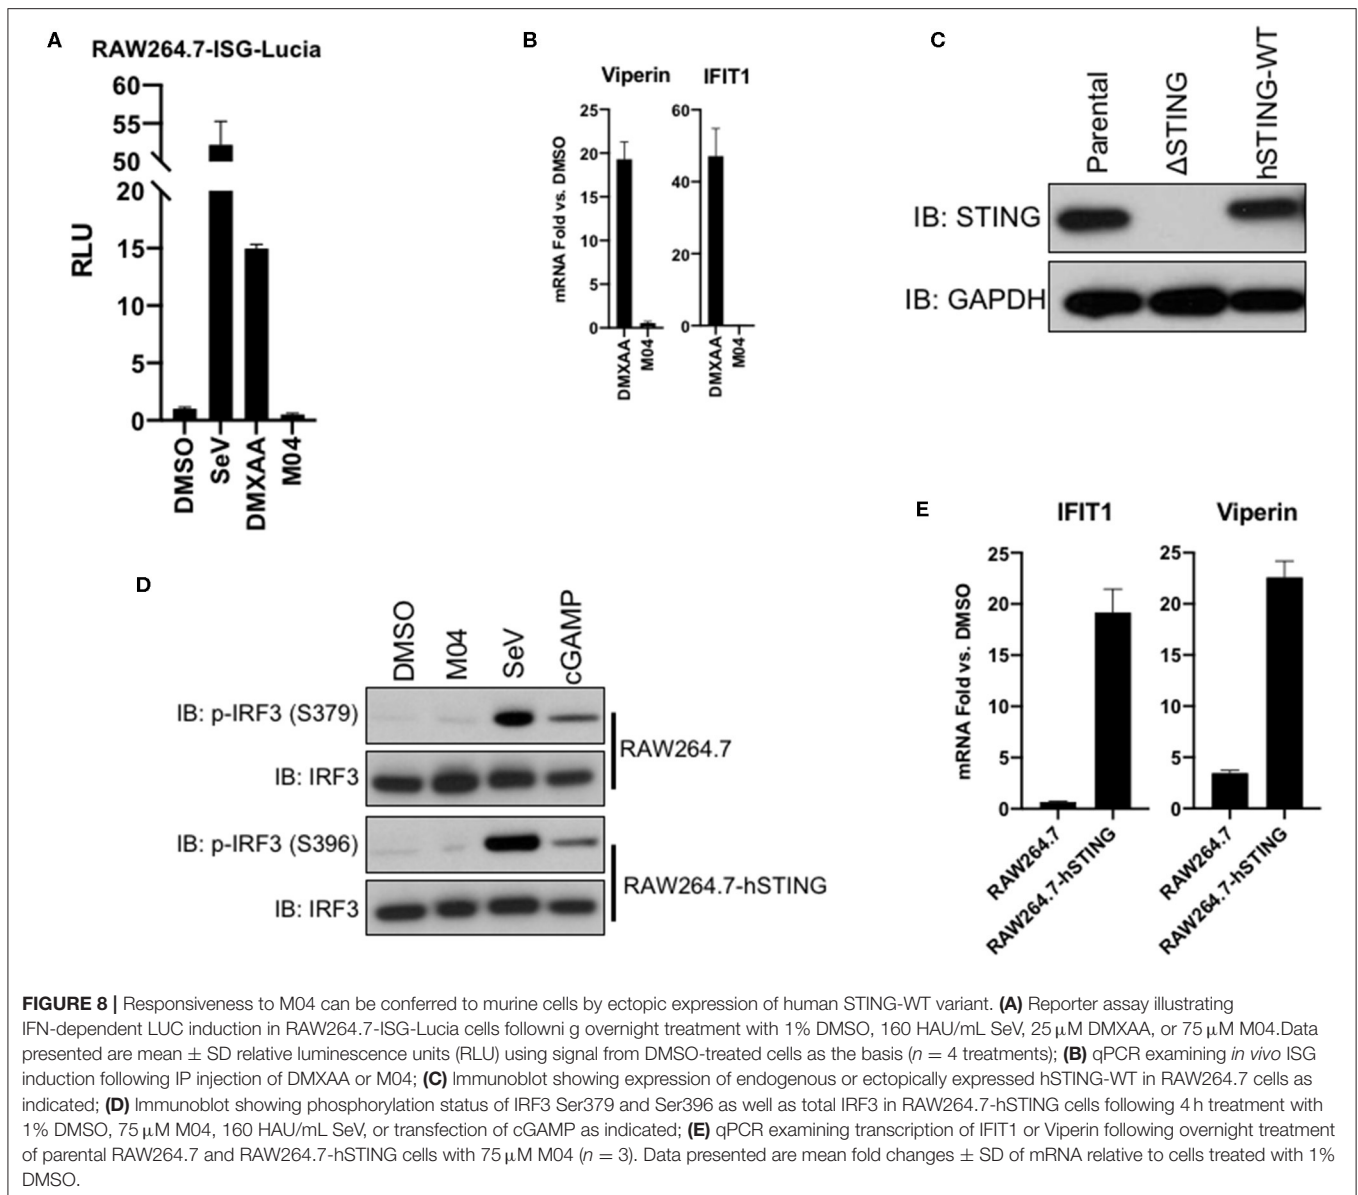 A
RAW264.7-ISG-Lucia
60
55
50
20
15
10
5
0
RLU
DMSO
SeV
DMXAA
M04
B
Viperin
IFIT1
mRNA Fold vs. DMSO
25
20
15
10
5
0
60
40
20
0
DMXAA
M04
DMXAA
M04
C
Parental
ΔSTING
hSTING-WT
IB: STING
IB: GAPDH
D
DMSO
M04
SeV
cGAMP
IB: p-IRF3 (S379)
IB: IRF3
RAW264.7
IB: p-IRF3 (S396)
IB: IRF3
RAW264.7-hSTING
E
IFIT1
Viperin
mRNA Fold vs. DMSO
25
20
15
10
5
0
25
20
15
10
5
0
RAW264.7
RAW264.7-hSTING
RAW264.7
RAW264.7-hSTING
FIGURE 8 | Responsiveness to M04 can be conferred to murine cells by ectopic expression of human STING-WT variant. (A) Reporter assay illustrating
IFN-dependent LUC induction in RAW264.7-ISG-Lucia cells followni g overnight treatment with 1% DMSO, 160 HAU/mL SeV, 25 µM DMXAA, or 75 µM M04.Data
presented are mean ± SD relative luminescence units (RLU) using signal from DMSO-treated cells as the basis (n = 4 treatments); (B) qPCR examining in vivo ISG
induction following IP injection of DMXAA or M04; (C) Immunoblot showing expression of endogenous or ectopically expressed hSTING-WT in RAW264.7 cells as
indicated; (D) Immunoblot showing phosphorylation status of IRF3 Ser379 and Ser396 as well as total IRF3 in RAW264.7-hSTING cells following 4 h treatment with
1% DMSO, 75 µM M04, 160 HAU/mL SeV, or transfection of cGAMP as indicated; (E) qPCR examining transcription of IFIT1 or Viperin following overnight treatment
of parental RAW264.7 and RAW264.7-hSTING cells with 75 µM M04 (n = 3). Data presented are mean fold changes ± SD of mRNA relative to cells treated with 1%
DMSO.